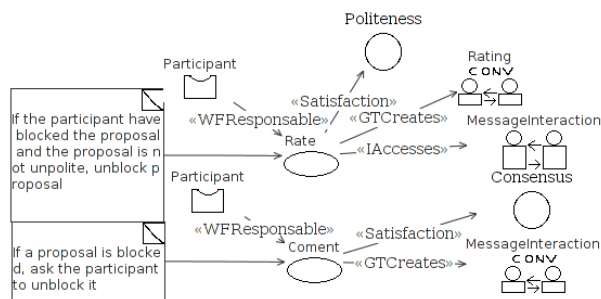 Politeness
Participant
Rating
CONV
If the participant have
blocked the proposal
and the proposal is n
ot unpolite, unblock p
roposal
«Satisfaction»
«WFResponsable»
«GTCreates»
MessageInteraction
Rate
«IAccesses»
Participant
Consensus
«WFResponsable»
«Satisfaction»
If a proposal is blocke
d, ask the participant
to unblock it
Coment
MessageInteraction
«GTCreates»
CONV